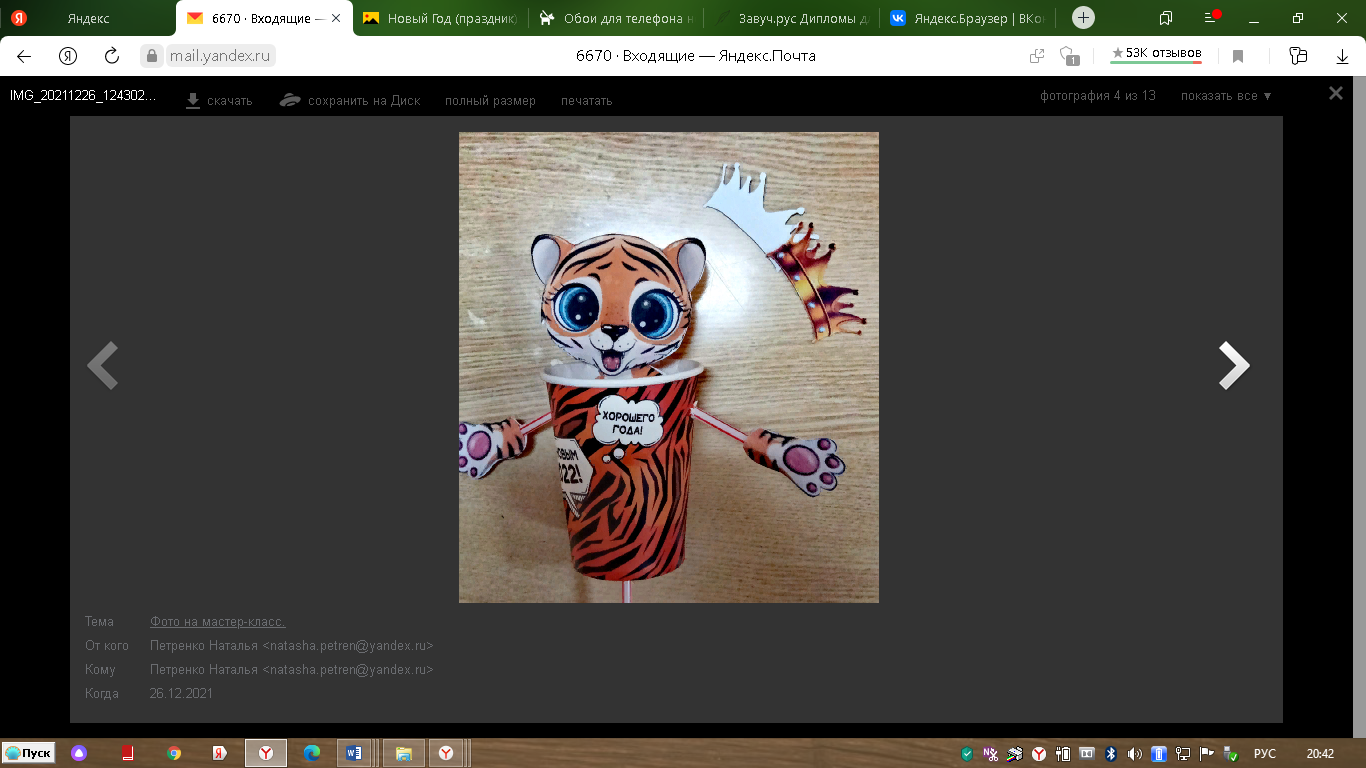 Яндекс
6670 · Входящие —
Новый Год (праздник)
Обои для телефона н
Завуч.рус Дипломы д
Яндекс.Браузер | ВКон
mail.yandex.ru
6670 · Входящие — Яндекс.Почта
★53K отзывов
1
IMG_20211226_124302...
скачать
сохранить на Диск
полный размер
печатать
фотография 4 из 13
показать все ▼
ХОРОШЕГО
ГОДА!
Тема Фото на мастер-класс.
От кого Петренко Наталья <natasha.petren@yandex.ru>
Кому Петренко Наталья <natasha.petren@yandex.ru>
Когда 26.12.2021
Пуск
РУС
20:42